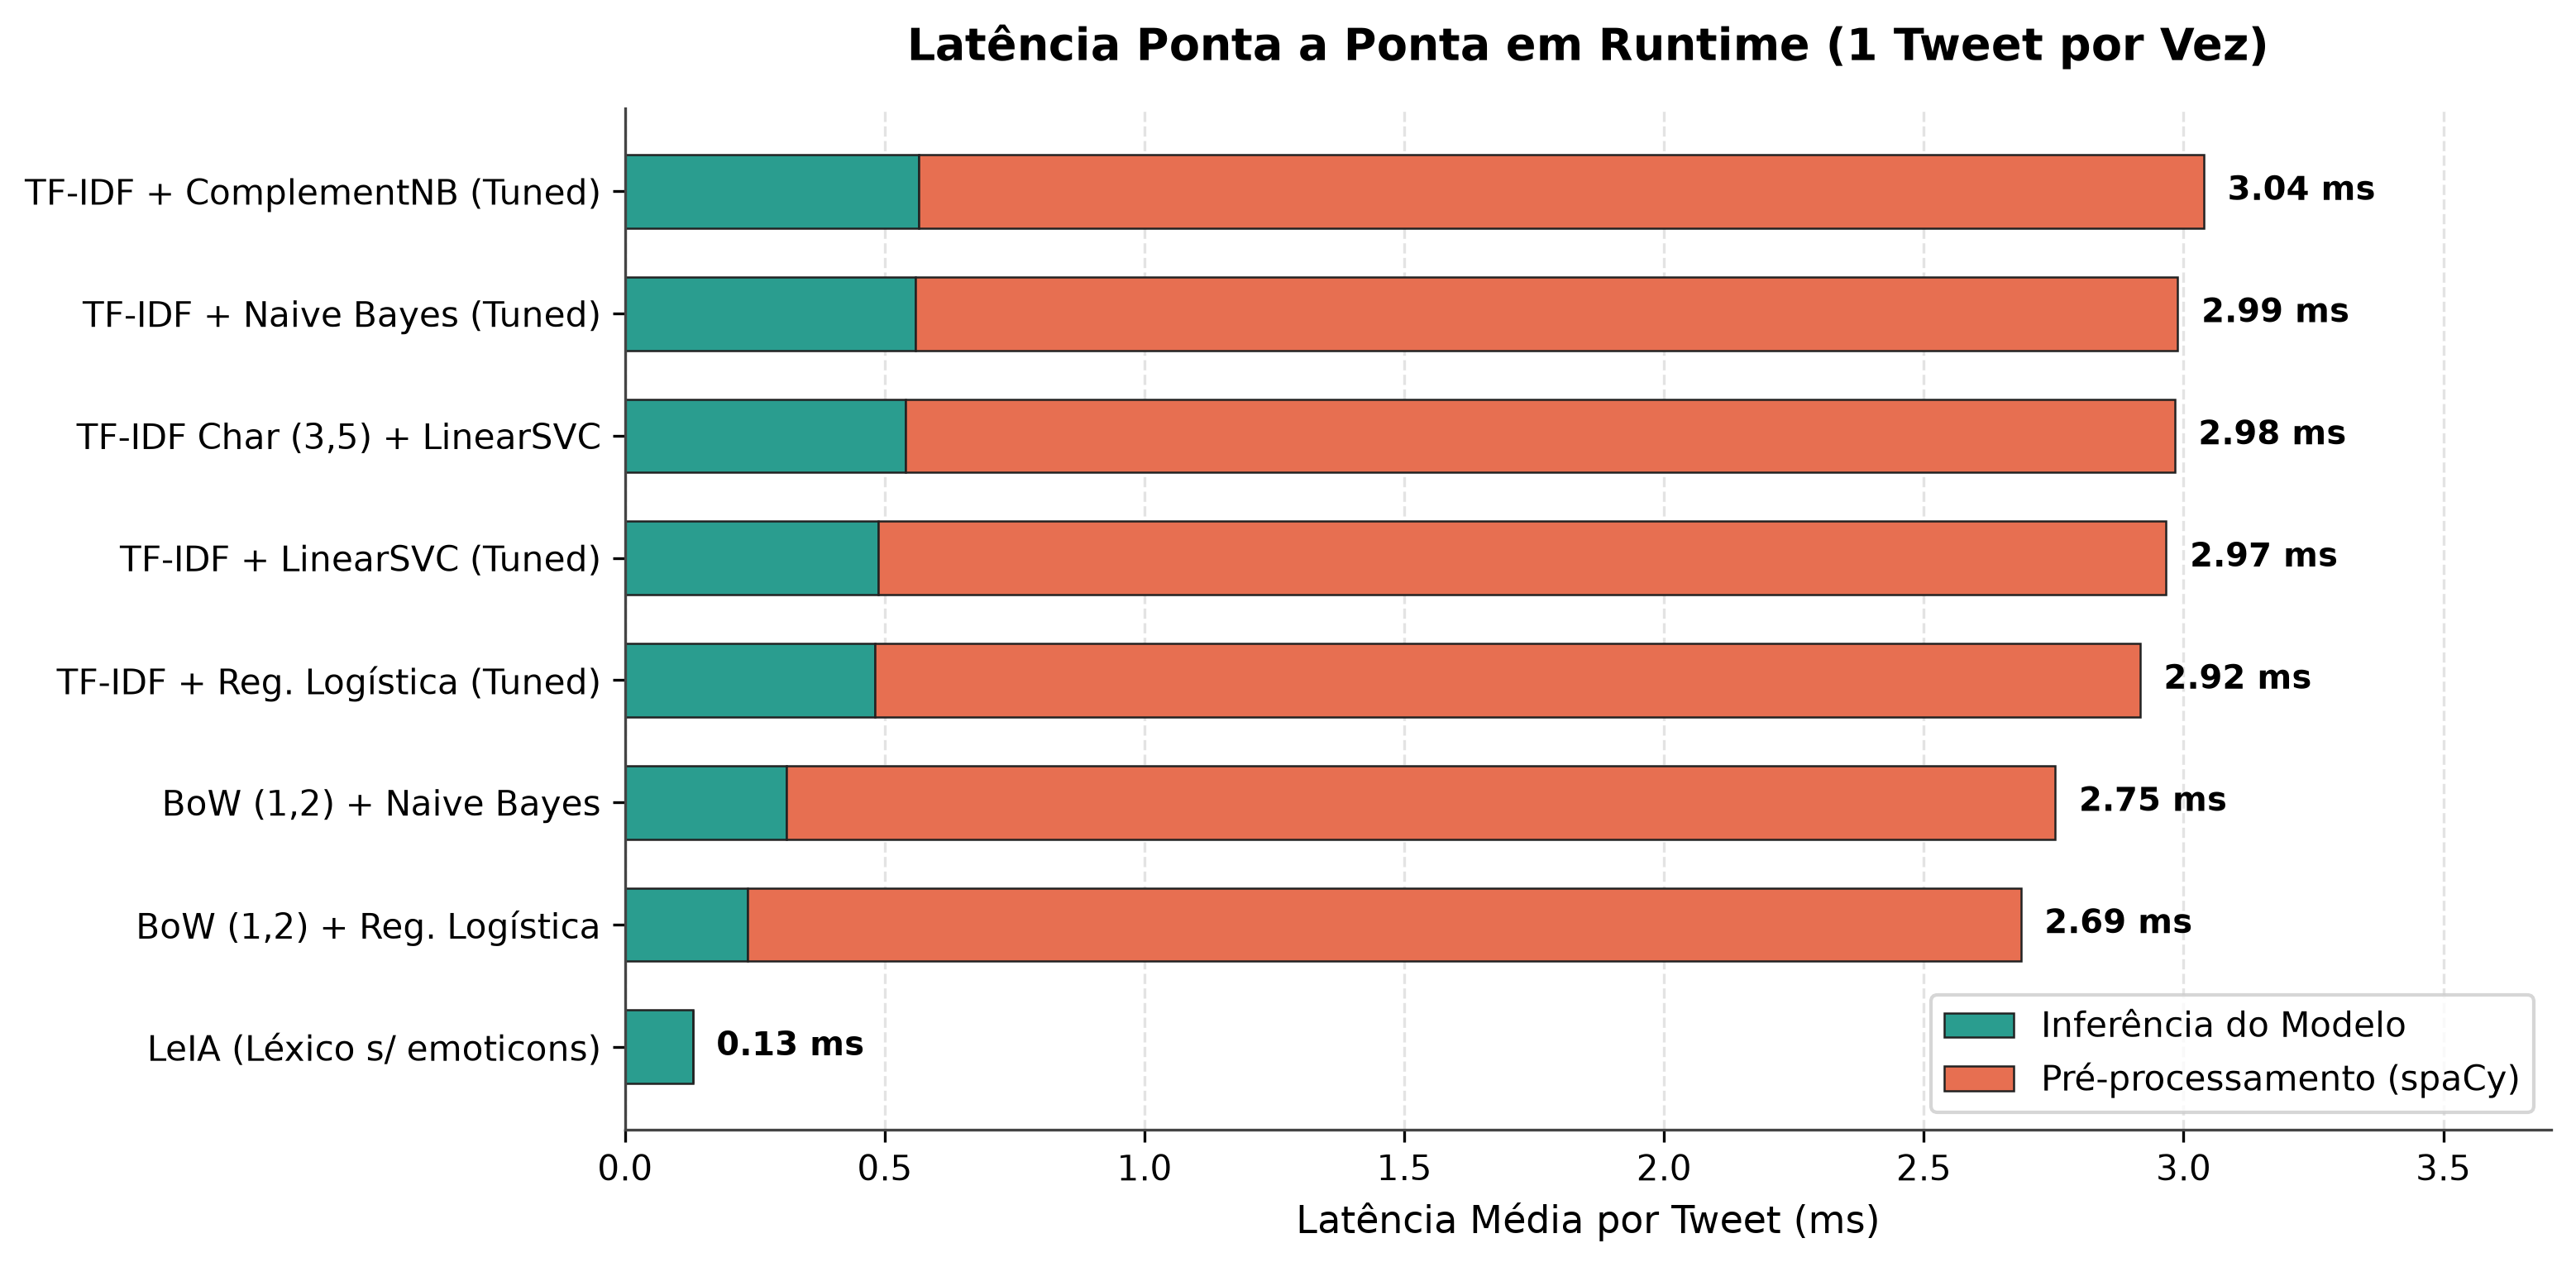 Latência Ponta a Ponta em Runtime (1 Tweet por Vez)
TF-IDF + ComplementNB (Tuned)
3.04 ms
TF-IDF + Naive Bayes (Tuned)
2.99 ms
TF-IDF Char (3,5) + LinearSVC
2.98 ms
TF-IDF + LinearSVC (Tuned)
2.97 ms
TF-IDF + Reg. Logística (Tuned)
2.92 ms
BoW (1,2) + Naive Bayes
2.75 ms
BoW (1,2) + Reg. Logística
2.69 ms
LeIA (Léxico s/ emoticons)
0.13 ms
Inferência do Modelo
Pré-processamento (spaCy)
0.0 0.5 1.0 1.5 2.0 2.5 3.0 3.5
Latência Média por Tweet (ms)